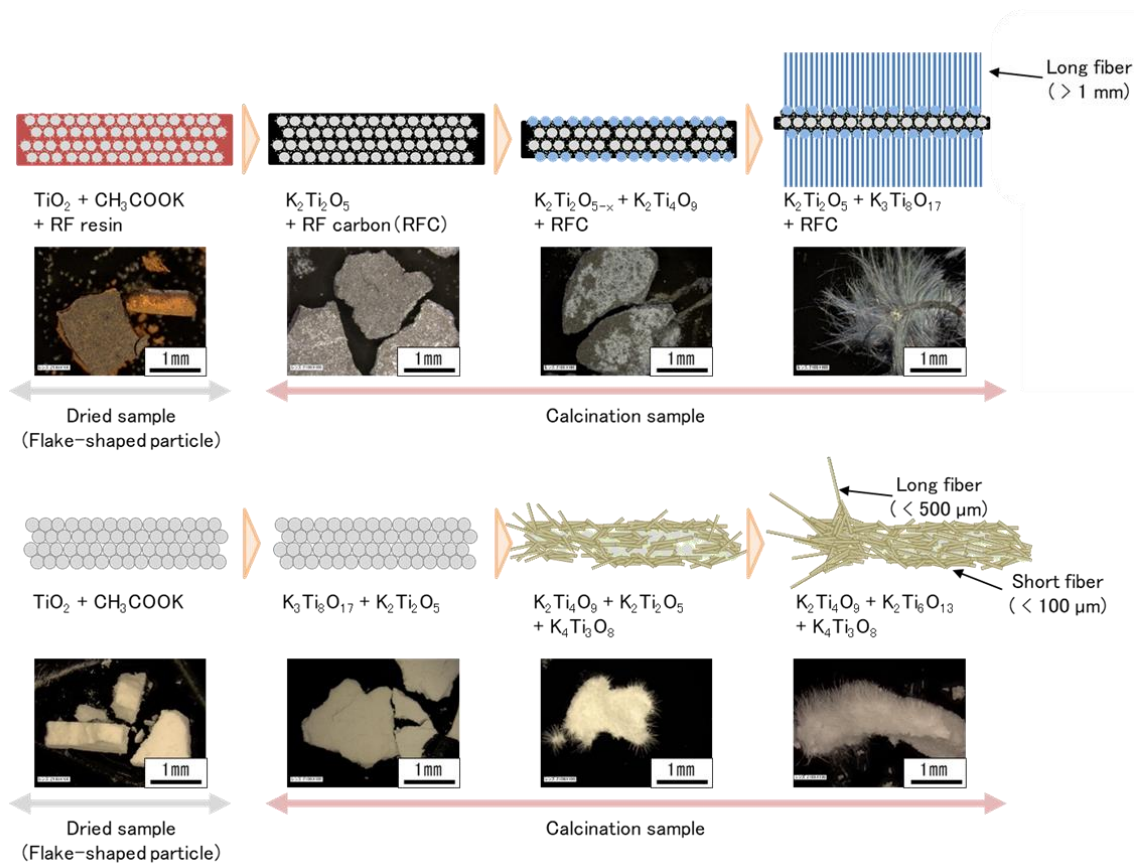 Long fiber
( > 1 mm)
TiO₂ + CH₃COOK
+ RF resin
K₂Ti₂O₅
+ RF carbon (RFC)
K₂Ti₂O₅₋ₓ + K₂Ti₄O₉
+ RFC
K₂Ti₂O₅ + K₃Ti₈O₁₇
+ RFC
1mm
1mm
1mm
1mm
Dried sample
(Flake-shaped particle)
Calcination sample
Long fiber
( < 500 μm)
Short fiber
( < 100 μm)
TiO₂ + CH₃COOK
K₃Ti₈O₁₇ + K₂Ti₂O₅
K₂Ti₄O₉ + K₂Ti₂O₅
+ K₄Ti₃O₈
K₂Ti₄O₉ + K₂Ti₆O₁₃
+ K₄Ti₃O₈
1mm
1mm
1mm
1mm
Dried sample
(Flake-shaped particle)
Calcination sample